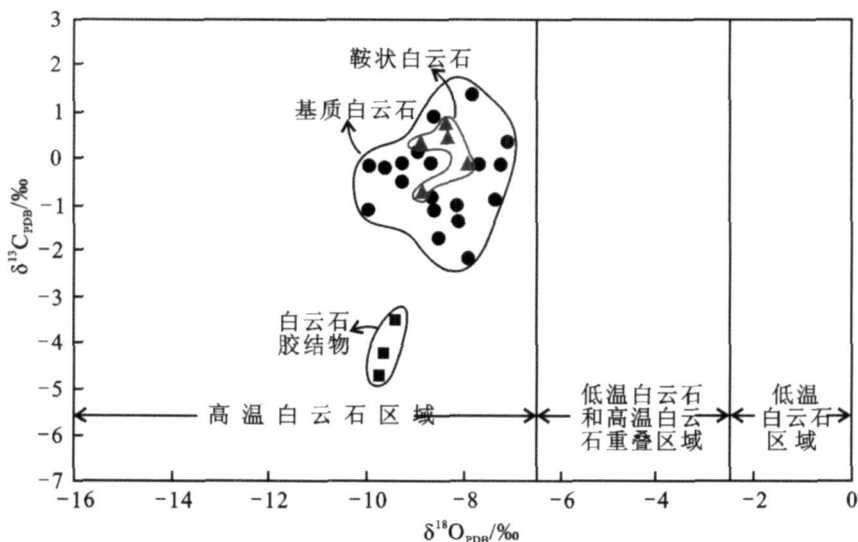 3
2
1
0
−1
−2
−3
−4
−5
−6
−7
δ¹³C_PDB/‰
鞍状白云石
基质白云石
白云石
胶结物
高温白云石区域
低温白云石
和高温白云
石重叠区域
低温
白云石
区域
−16
−12
−10
−8
−6
−4
−2
0
δ¹⁸O_PDB/‰